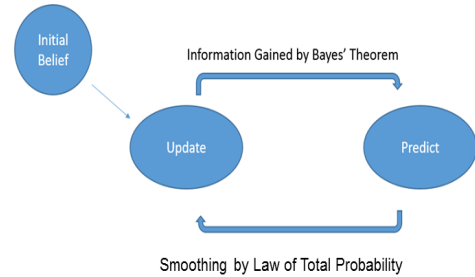 Initial
Belief
Information Gained by Bayes' Theorem
Update
Predict
Smoothing by Law of Total Probability